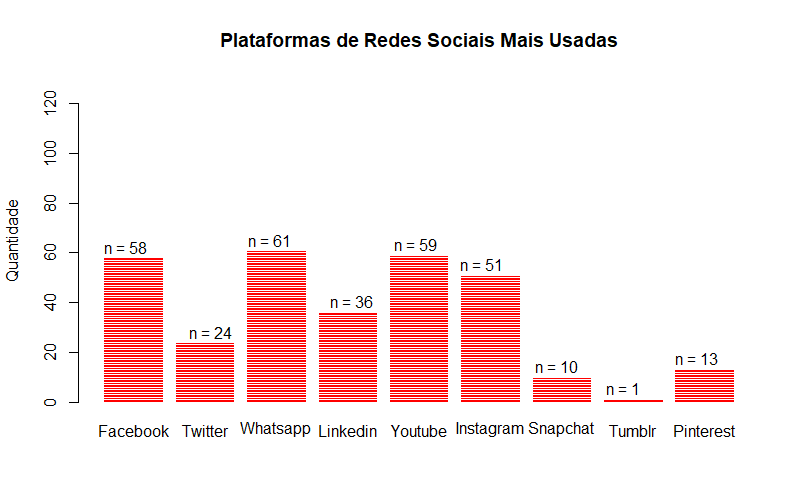 Plataformas de Redes Sociais Mais Usadas
Quantidade
120
100
80
60
40
20
0
n = 58
n = 24
n = 61
n = 36
n = 59
n = 51
n = 10
n = 1
n = 13
Facebook
Twitter
Whatsapp
Linkedin
Youtube
Instagram
Snapchat
Tumblr
Pinterest